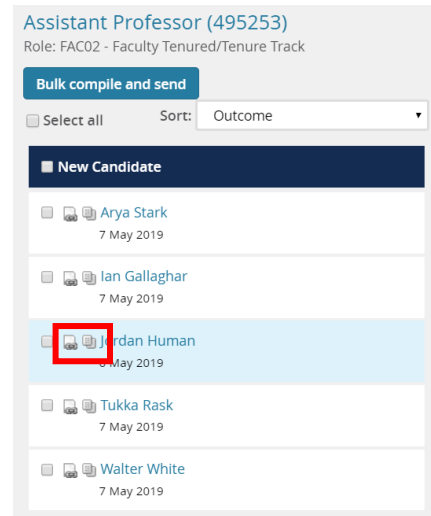 Assistant Professor (495253)
Role: FAC02 - Faculty Tenured/Tenure Track
Bulk compile and send
Select all Sort: Outcome
New Candidate
Arya Stark
7 May 2019
Ian Gallaghar
7 May 2019
Jordan Human
May 2019
Tukka Rask
7 May 2019
Walter White
7 May 2019